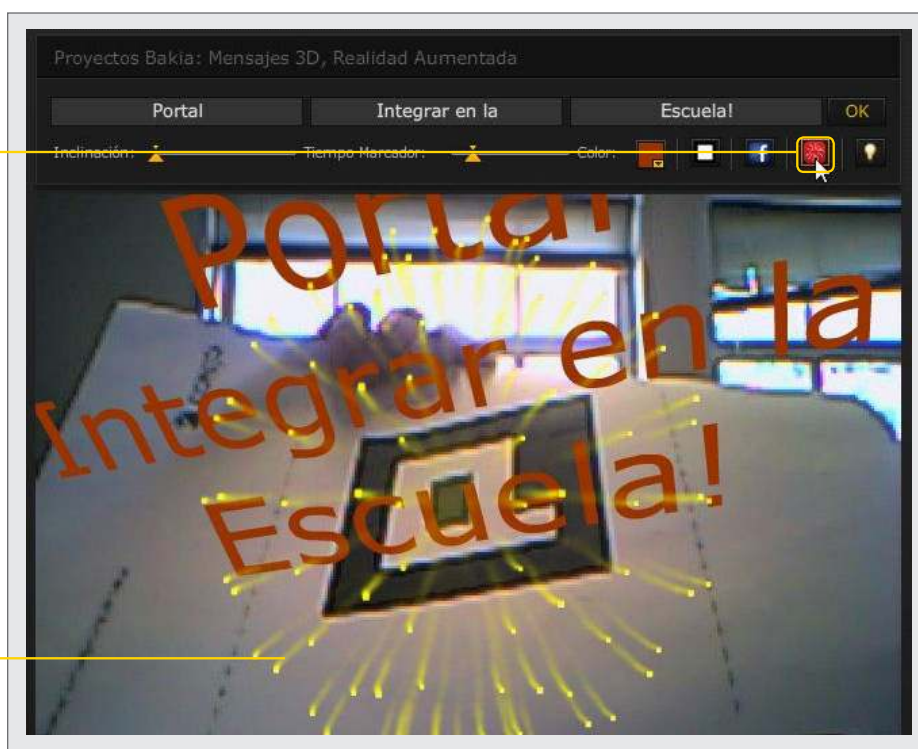 Proyectos Bakia: Mensajes 3D, Realidad Aumentada
Portal Integrar en la Escuela! OK
Inclinación: Tiempo Marcador: Color: f
Portal
Integrar en la
Escuela!